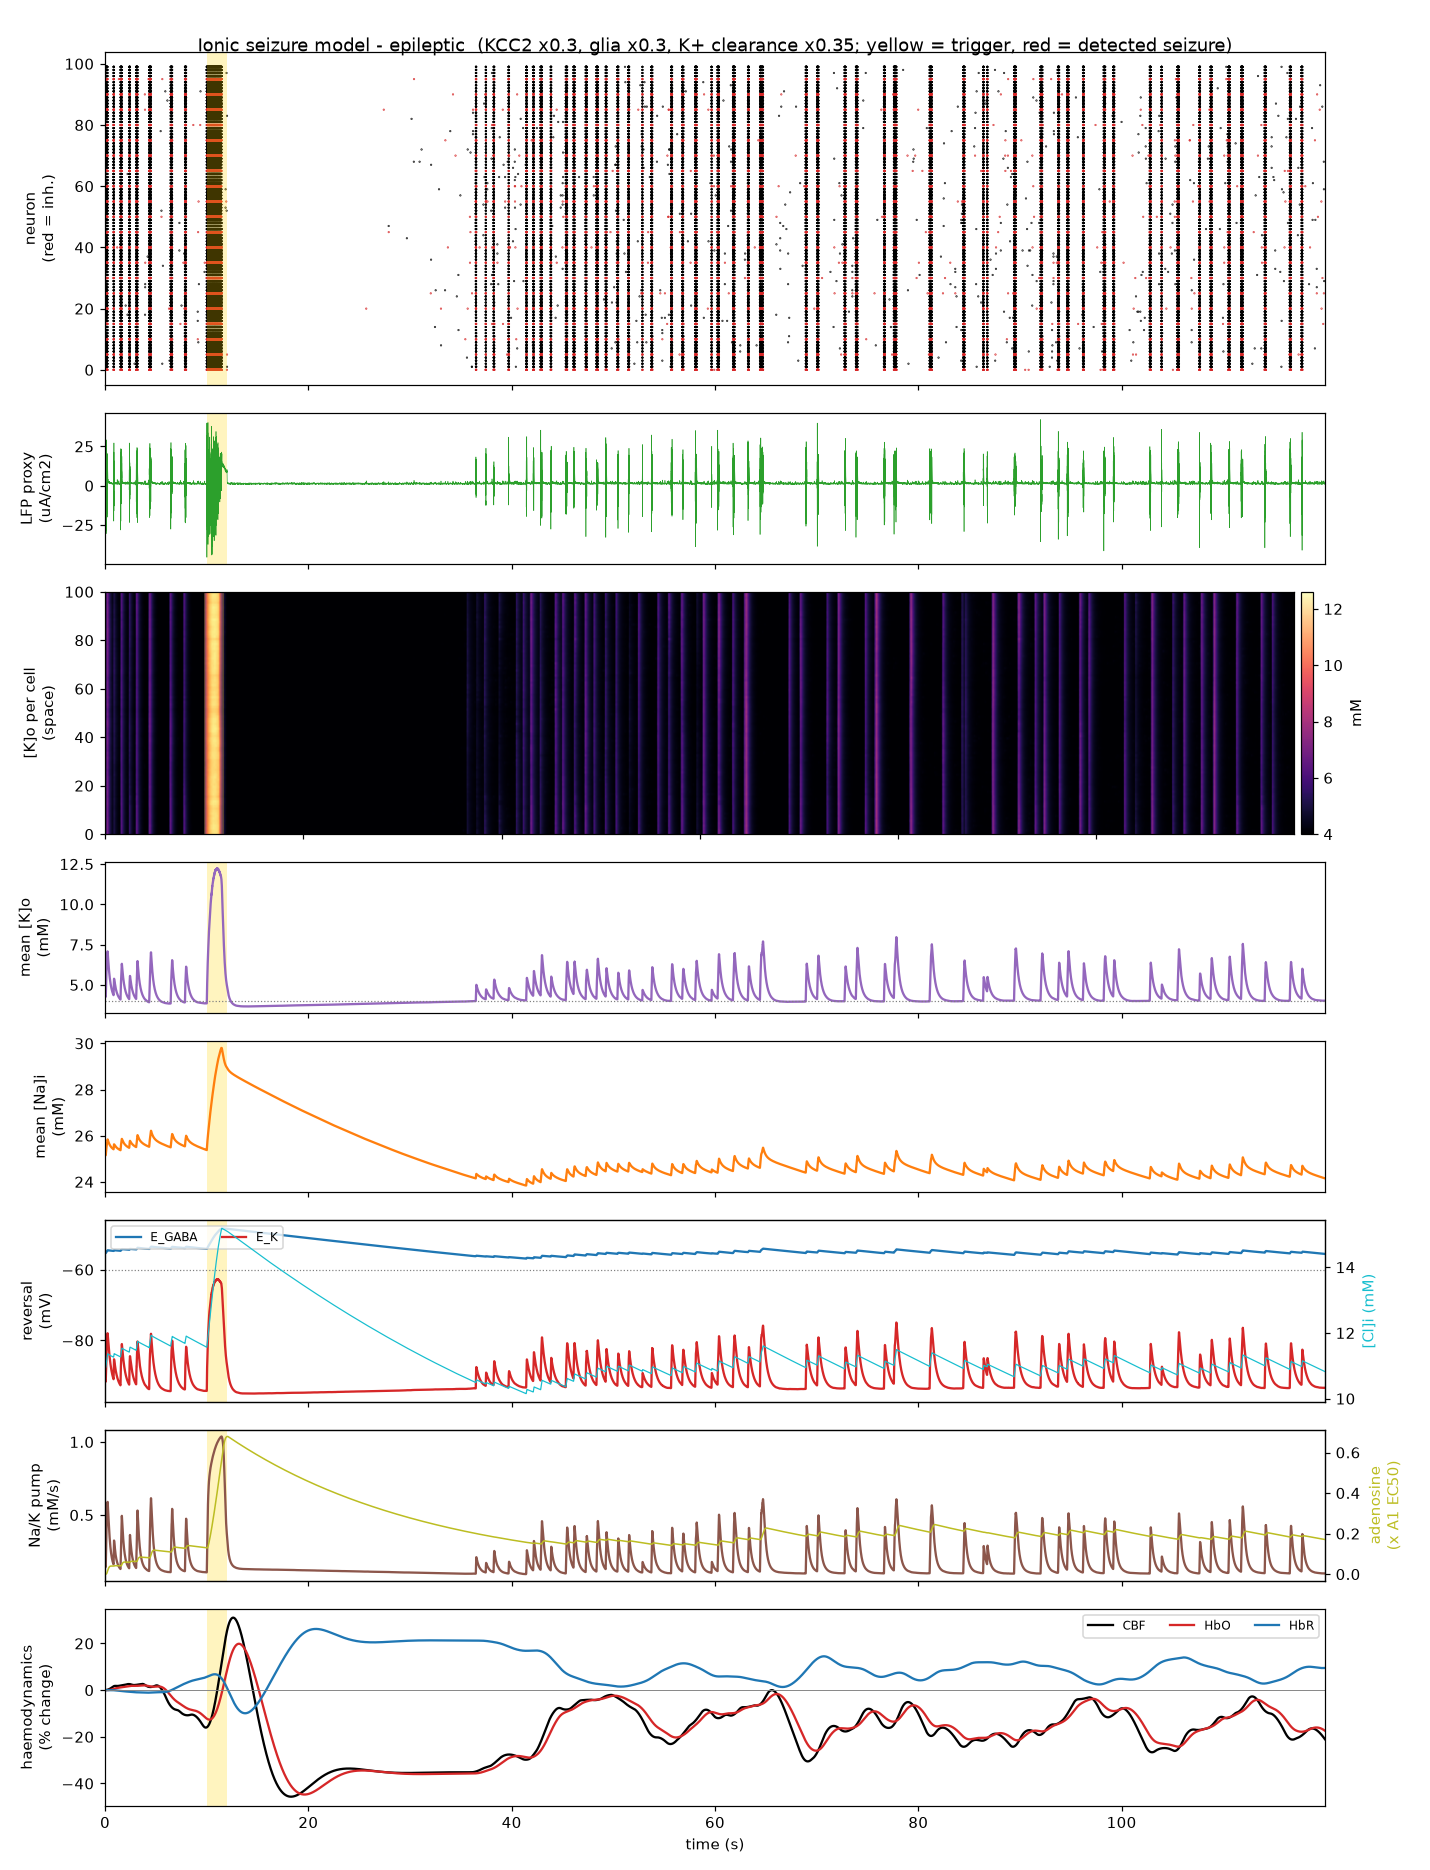 Ionic seizure model - epileptic  (KCC2 x0.3, glia x0.3, K+ clearance x0.35; yellow = trigger, red = detected seizure)
100
80
60
40
20
0
neuron
(red = inh.)
25
0
−25
LFP proxy
(uA/cm2)
100
80
60
40
20
0
[K]o per cell
(space)
12
10
8
6
4
mM
12.5
10.0
7.5
5.0
mean [K]o
(mM)
30
28
26
24
mean [Na]i
(mM)
E_GABA
E_K
−60
−80
reversal
(mV)
14
12
10
[Cl]i (mM)
1.0
0.5
Na/K pump
(mM/s)
0.6
0.4
0.2
0.0
adenosine
(x A1 EC50)
CBF
HbO
HbR
20
0
−20
−40
haemodynamics
(% change)
0
20
40
60
80
100
time (s)